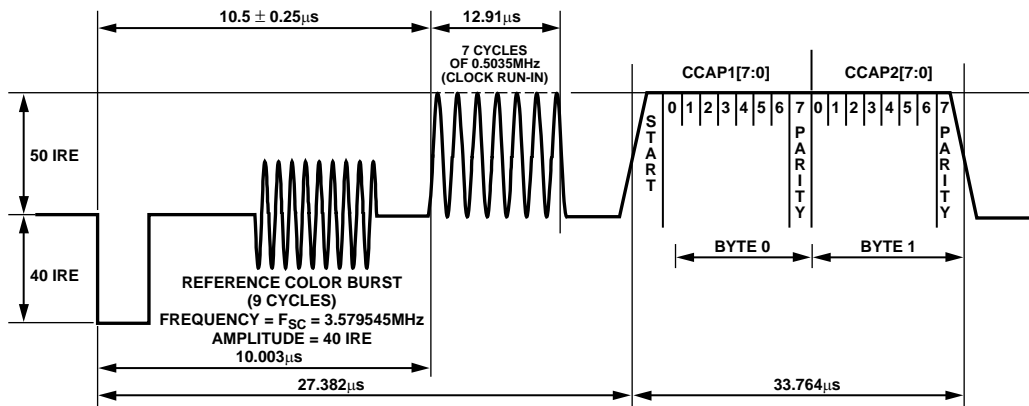 10.5 ± 0.25μs
12.91μs
7 CYCLES
OF 0.5035MHz
(CLOCK RUN-IN)
CCAP1[7:0]
CCAP2[7:0]
0 1 2 3 4 5 6 7 0 1 2 3 4 5 6 7
START
PARITY
PARITY
50 IRE
40 IRE
BYTE 0
BYTE 1
REFERENCE COLOR BURST
(9 CYCLES)
FREQUENCY = FSC = 3.579545MHz
AMPLITUDE = 40 IRE
10.003μs
27.382μs
33.764μs